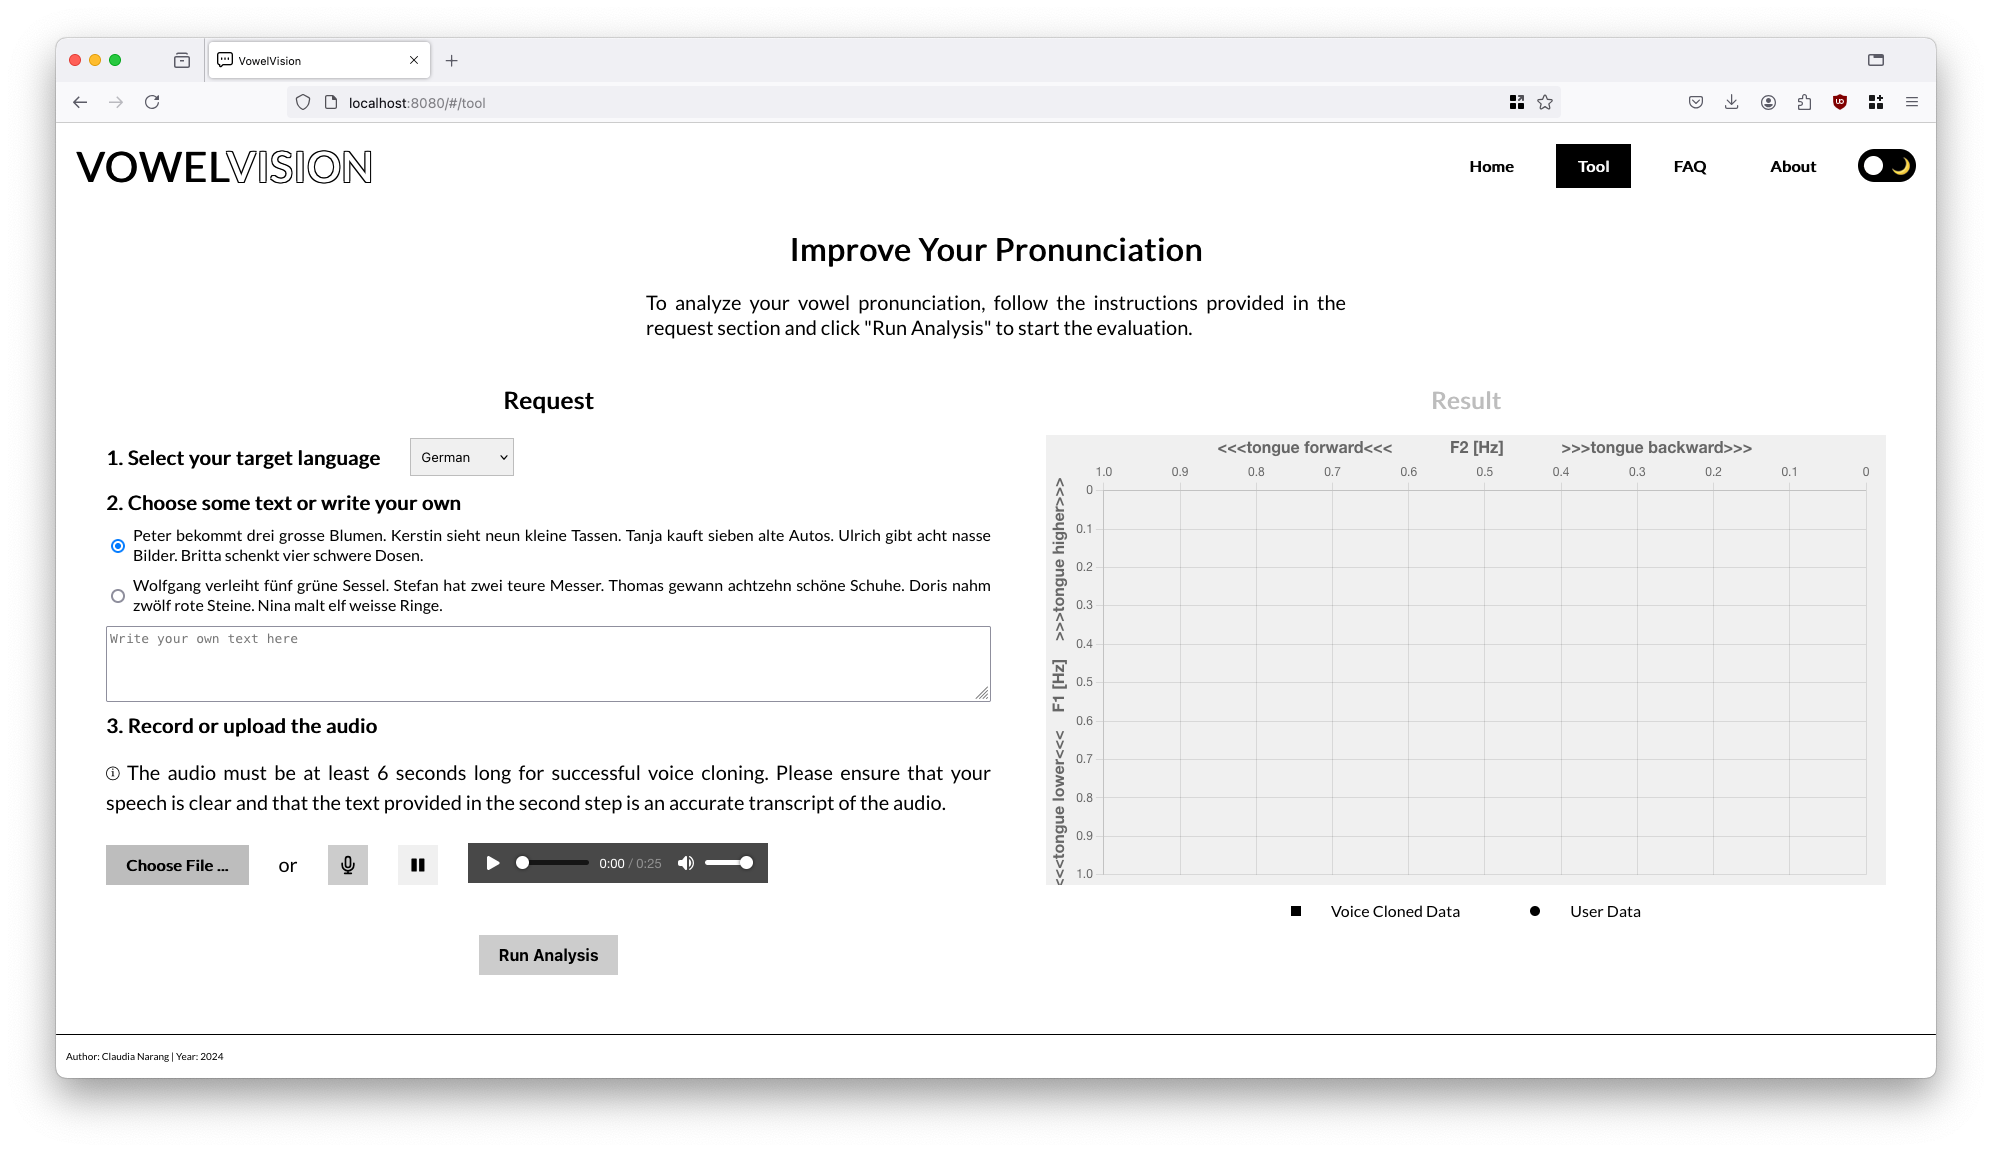 VowelVision
localhost:8080/#/tool
VOWELVISION
Home
Tool
FAQ
About
Improve Your Pronunciation
To analyze your vowel pronunciation, follow the instructions provided in the
request section and click "Run Analysis" to start the evaluation.
Request
1. Select your target language
German
2. Choose some text or write your own
Peter bekommt drei grosse Blumen. Kerstin sieht neun kleine Tassen. Tanja kauft sieben alte Autos. Ulrich gibt acht nasse
Bilder. Britta schenkt vier schwere Dosen.
Wolfgang verleiht fünf grüne Sessel. Stefan hat zwei teure Messer. Thomas gewann achtzehn schöne Schuhe. Doris nahm
zwölf rote Steine. Nina malt elf weisse Ringe.
Write your own text here
3. Record or upload the audio
The audio must be at least 6 seconds long for successful voice cloning. Please ensure that your
speech is clear and that the text provided in the second step is an accurate transcript of the audio.
Choose File ...
or
0:00 / 0:25
Run Analysis
Result
<<<tongue forward<<< F2 [Hz] >>>tongue backward>>>
1.0 0.9 0.8 0.7 0.6 0.5 0.4 0.3 0.2 0.1 0
<<<tongue lower<<< F1 [Hz] >>>tongue higher>>>
0
0.1
0.2
0.3
0.4
0.5
0.6
0.7
0.8
0.9
1.0
Voice Cloned Data
User Data
Author: Claudia Narang | Year: 2024